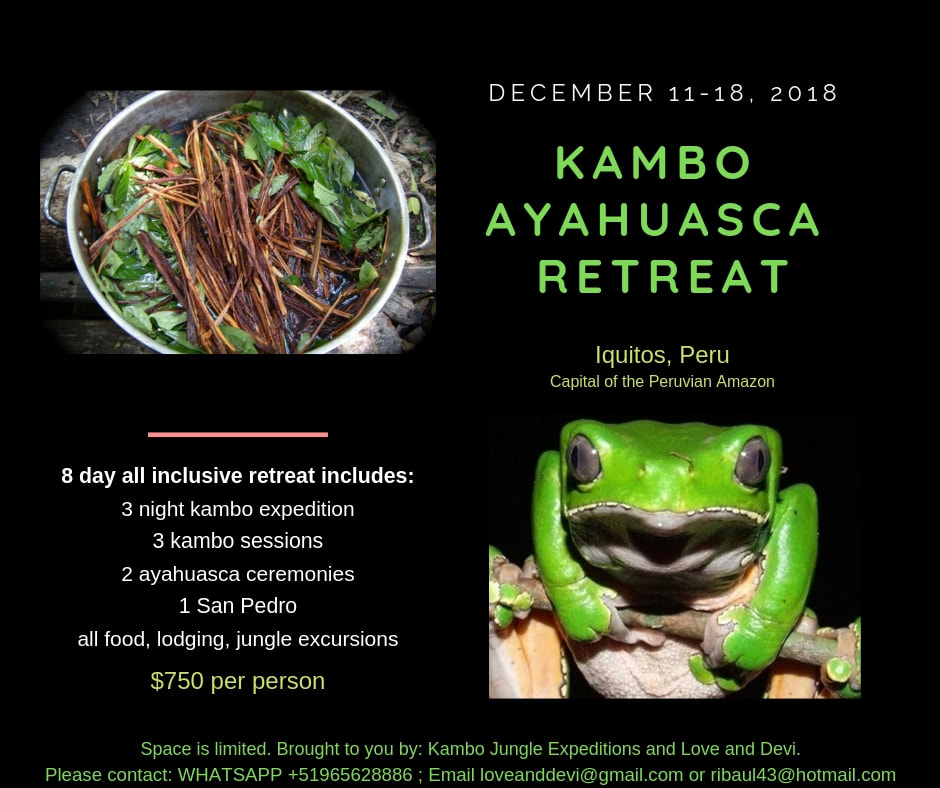 DECEMBER 11-18, 2018
KAMBO
AYAHUASCA
RETREAT
Iquitos, Peru
Capital of the Peruvian Amazon
8 day all inclusive retreat includes:
3 night kambo expedition
3 kambo sessions
2 ayahuasca ceremonies
1 San Pedro
all food, lodging, jungle excursions
$750 per person
Space is limited. Brought to you by: Kambo Jungle Expeditions and Love and Devi.
Please contact: WHATSAPP +51965628886 ; Email loveanddevi@gmail.com or ribaul43@hotmail.com